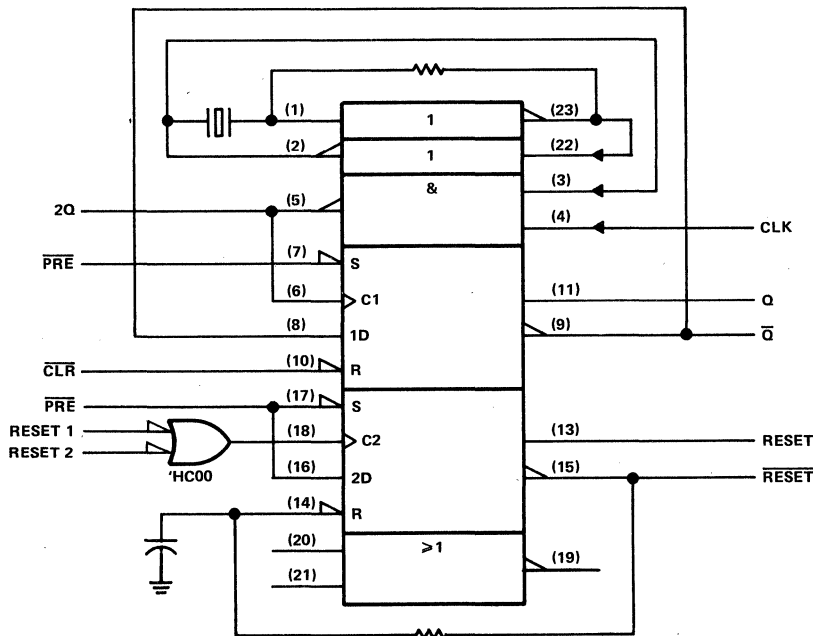 (1) 1 (23)
(2) 1 (22)
& (3)
2Q (5)
(4) CLK
PRE (7) S
(6) C1 (11) Q
(8) 1D (9) Q
CLR (10) R
PRE (17) S
RESET 1
(18) C2 (13) RESET
RESET 2
'HC00 (16) 2D (15) RESET
(14) R
(20) ≥1 (19)
(21)